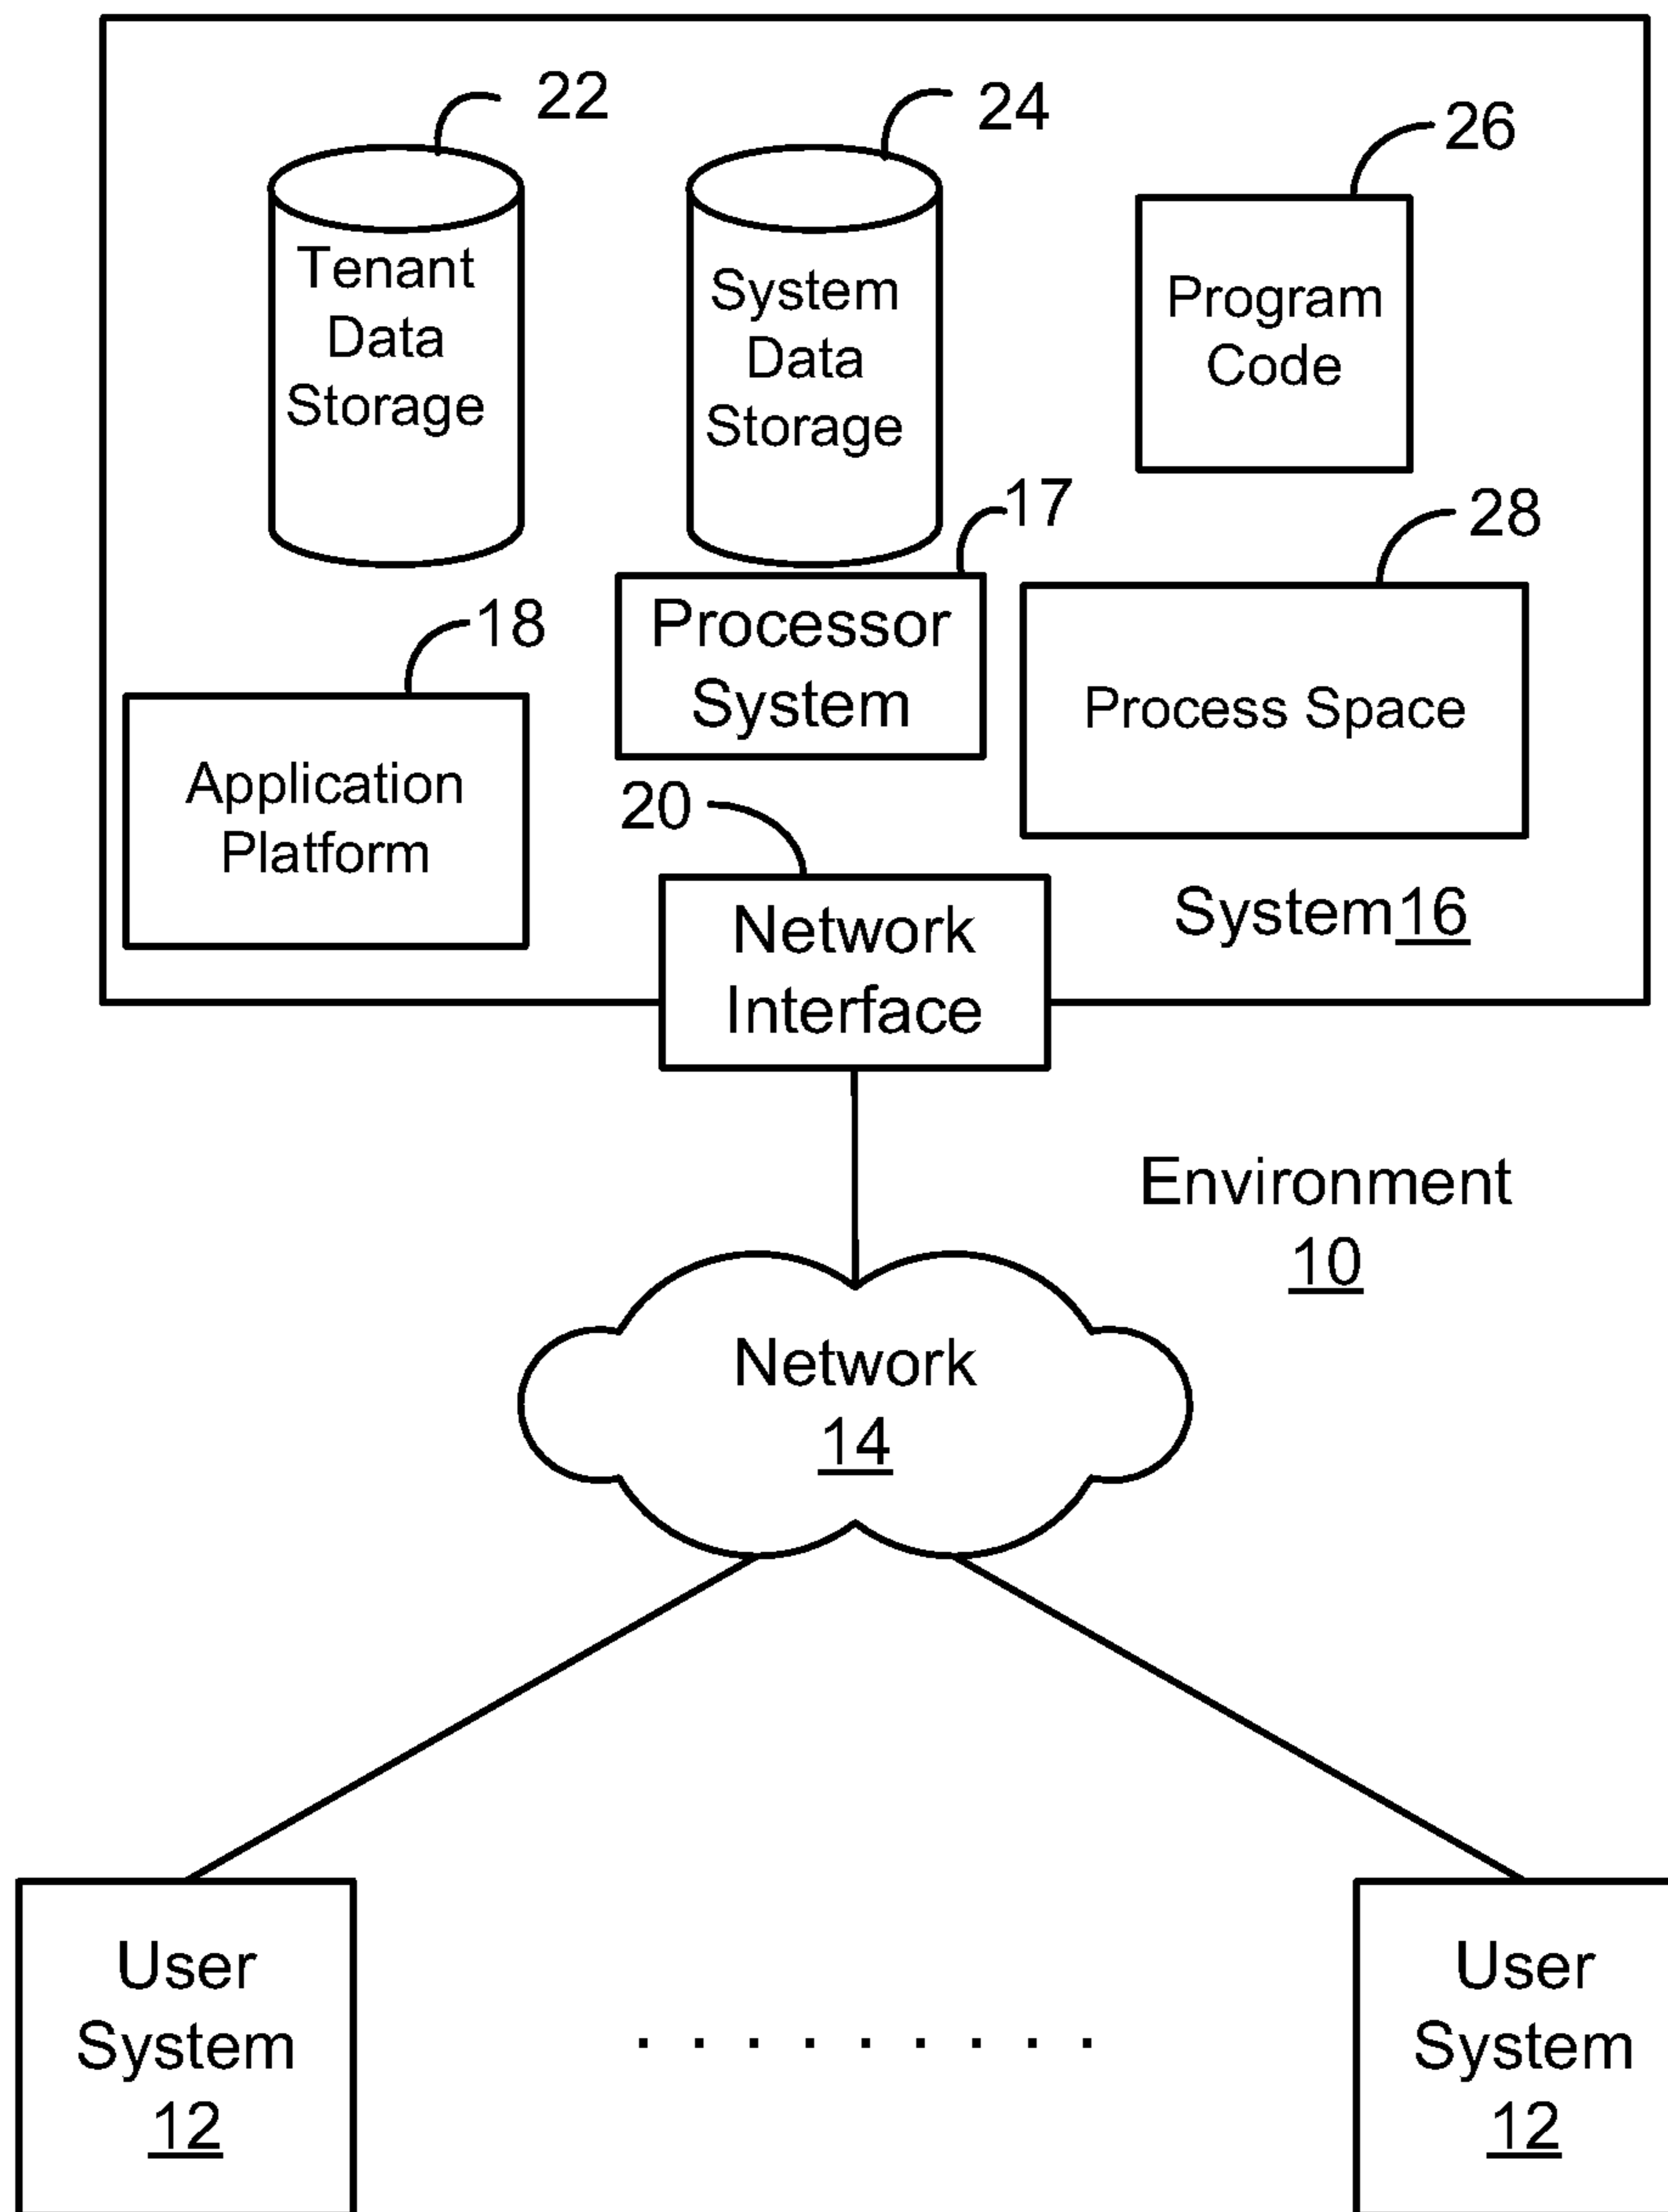 22
24
26
Tenant
Data
Storage
System
Data
Storage
Program
Code
17
28
18
Processor
System
Process Space
Application
Platform
20
Network
Interface
System16
Environment
10
Network
14
User
System
12
. . . . . . . . .
User
System
12